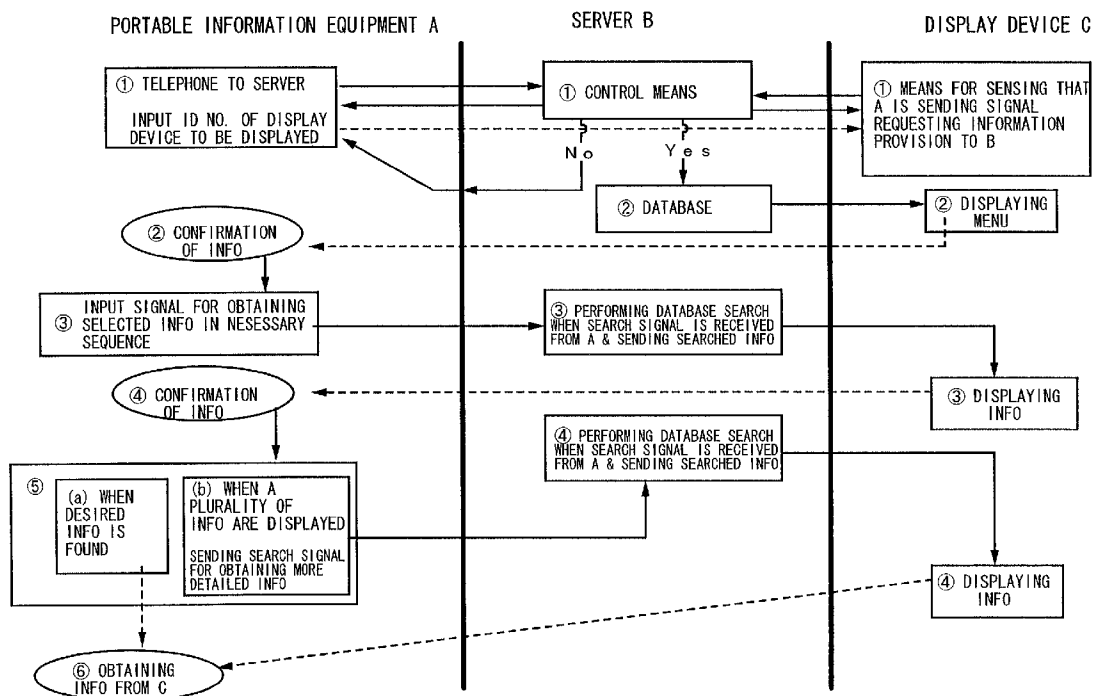 PORTABLE INFORMATION EQUIPMENT A
SERVER B
DISPLAY DEVICE C
① TELEPHONE TO SERVER
INPUT ID NO. OF DISPLAY
DEVICE TO BE DISPLAYED
① CONTROL MEANS
① MEANS FOR SENSING THAT
A IS SENDING SIGNAL
REQUESTING INFORMATION
PROVISION TO B
No
Yes
② DATABASE
② DISPLAYING
MENU
② CONFIRMATION
OF INFO
③ INPUT SIGNAL FOR OBTAINING
SELECTED INFO IN NESESSARY
SEQUENCE
③ PERFORMING DATABASE SEARCH
WHEN SEARCH SIGNAL IS RECEIVED
FROM A & SENDING SEARCHED INFO
③ DISPLAYING
INFO
④ CONFIRMATION
OF INFO
④ PERFORMING DATABASE SEARCH
WHEN SEARCH SIGNAL IS RECEIVED
FROM A & SENDING SEARCHED INFO
⑤
(a) WHEN
DESIRED
INFO IS
FOUND
(b) WHEN A
PLURALITY OF
INFO ARE DISPLAYED
SENDING SEARCH SIGNAL
FOR OBTAINING MORE
DETAILED INFO
④ DISPLAYING
INFO
⑥ OBTAINING
INFO FROM C